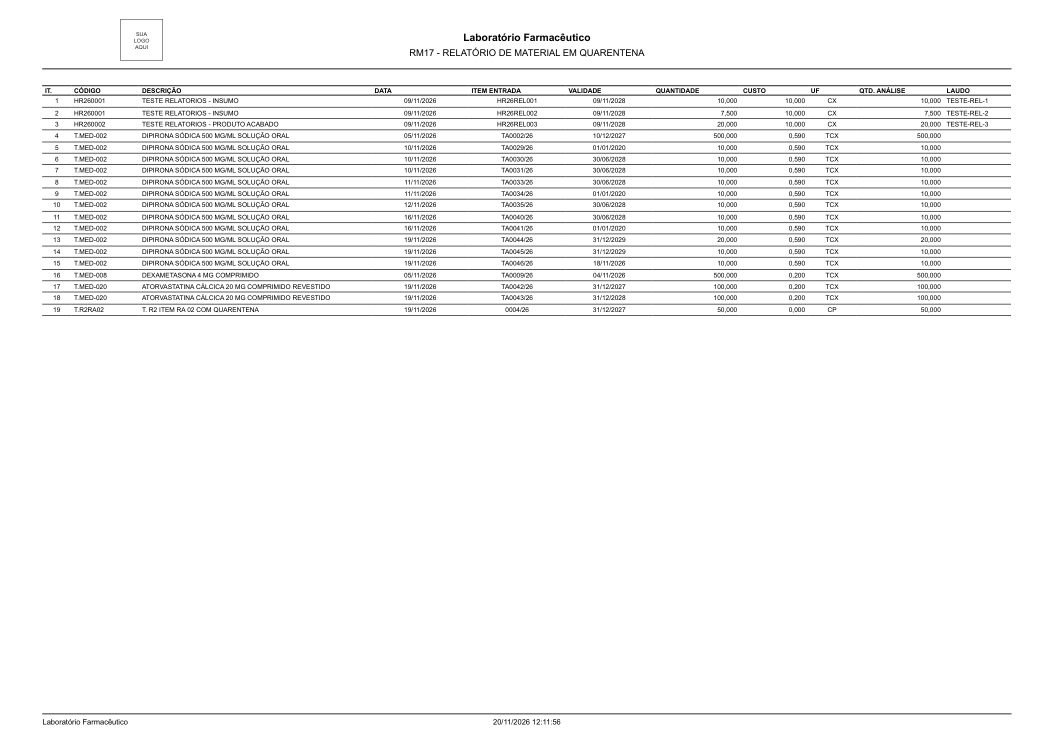 SUA
LOGO
AQUI
Laboratório Farmacêutico
RM17 - RELATÓRIO DE MATERIAL EM QUARENTENA
IT. CÓDIGO DESCRIÇÃO DATA ITEM ENTRADA VALIDADE QUANTIDADE CUSTO UF QTD. ANÁLISE LAUDO
1 HR260001 TESTE RELATORIOS - INSUMO 09/11/2026 HR26REL001 09/11/2028 10,000 10,000 CX 10,000 TESTE-REL-1
2 HR260001 TESTE RELATORIOS - INSUMO 09/11/2026 HR26REL002 09/11/2028 7,500 10,000 CX 7,500 TESTE-REL-2
3 HR260002 TESTE RELATORIOS - PRODUTO ACABADO 09/11/2026 HR26REL003 09/11/2028 20,000 10,000 CX 20,000 TESTE-REL-3
4 T.MED-002 DIPIRONA SÓDICA 500 MG/ML SOLUÇÃO ORAL 05/11/2026 TA0002/26 10/12/2027 500,000 0,590 TCX 500,000
5 T.MED-002 DIPIRONA SÓDICA 500 MG/ML SOLUÇÃO ORAL 10/11/2026 TA0029/26 01/01/2020 10,000 0,590 TCX 10,000
6 T.MED-002 DIPIRONA SÓDICA 500 MG/ML SOLUÇÃO ORAL 10/11/2026 TA0030/26 30/06/2028 10,000 0,590 TCX 10,000
7 T.MED-002 DIPIRONA SÓDICA 500 MG/ML SOLUÇÃO ORAL 10/11/2026 TA0031/26 30/06/2028 10,000 0,590 TCX 10,000
8 T.MED-002 DIPIRONA SÓDICA 500 MG/ML SOLUÇÃO ORAL 11/11/2026 TA0033/26 30/06/2028 10,000 0,590 TCX 10,000
9 T.MED-002 DIPIRONA SÓDICA 500 MG/ML SOLUÇÃO ORAL 11/11/2026 TA0034/26 01/01/2020 10,000 0,590 TCX 10,000
10 T.MED-002 DIPIRONA SÓDICA 500 MG/ML SOLUÇÃO ORAL 12/11/2026 TA0035/26 30/06/2028 10,000 0,590 TCX 10,000
11 T.MED-002 DIPIRONA SÓDICA 500 MG/ML SOLUÇÃO ORAL 16/11/2026 TA0040/26 30/06/2028 10,000 0,590 TCX 10,000
12 T.MED-002 DIPIRONA SÓDICA 500 MG/ML SOLUÇÃO ORAL 16/11/2026 TA0041/26 01/01/2020 10,000 0,590 TCX 10,000
13 T.MED-002 DIPIRONA SÓDICA 500 MG/ML SOLUÇÃO ORAL 19/11/2026 TA0044/26 31/12/2029 20,000 0,590 TCX 20,000
14 T.MED-002 DIPIRONA SÓDICA 500 MG/ML SOLUÇÃO ORAL 19/11/2026 TA0045/26 31/12/2029 10,000 0,590 TCX 10,000
15 T.MED-002 DIPIRONA SÓDICA 500 MG/ML SOLUÇÃO ORAL 19/11/2026 TA0046/26 18/11/2026 10,000 0,590 TCX 10,000
16 T.MED-008 DEXAMETASONA 4 MG COMPRIMIDO 05/11/2026 TA0009/26 04/11/2026 500,000 0,200 TCX 500,000
17 T.MED-020 ATORVASTATINA CÁLCICA 20 MG COMPRIMIDO REVESTIDO 19/11/2026 TA0042/26 31/12/2027 100,000 0,200 TCX 100,000
18 T.MED-020 ATORVASTATINA CÁLCICA 20 MG COMPRIMIDO REVESTIDO 19/11/2026 TA0043/26 31/12/2028 100,000 0,200 TCX 100,000
19 T.R2RA02 T. R2 ITEM RA 02 COM QUARENTENA 19/11/2026 0004/26 31/12/2027 50,000 0,000 CP 50,000
Laboratório Farmacêutico 20/11/2026 12:11:56